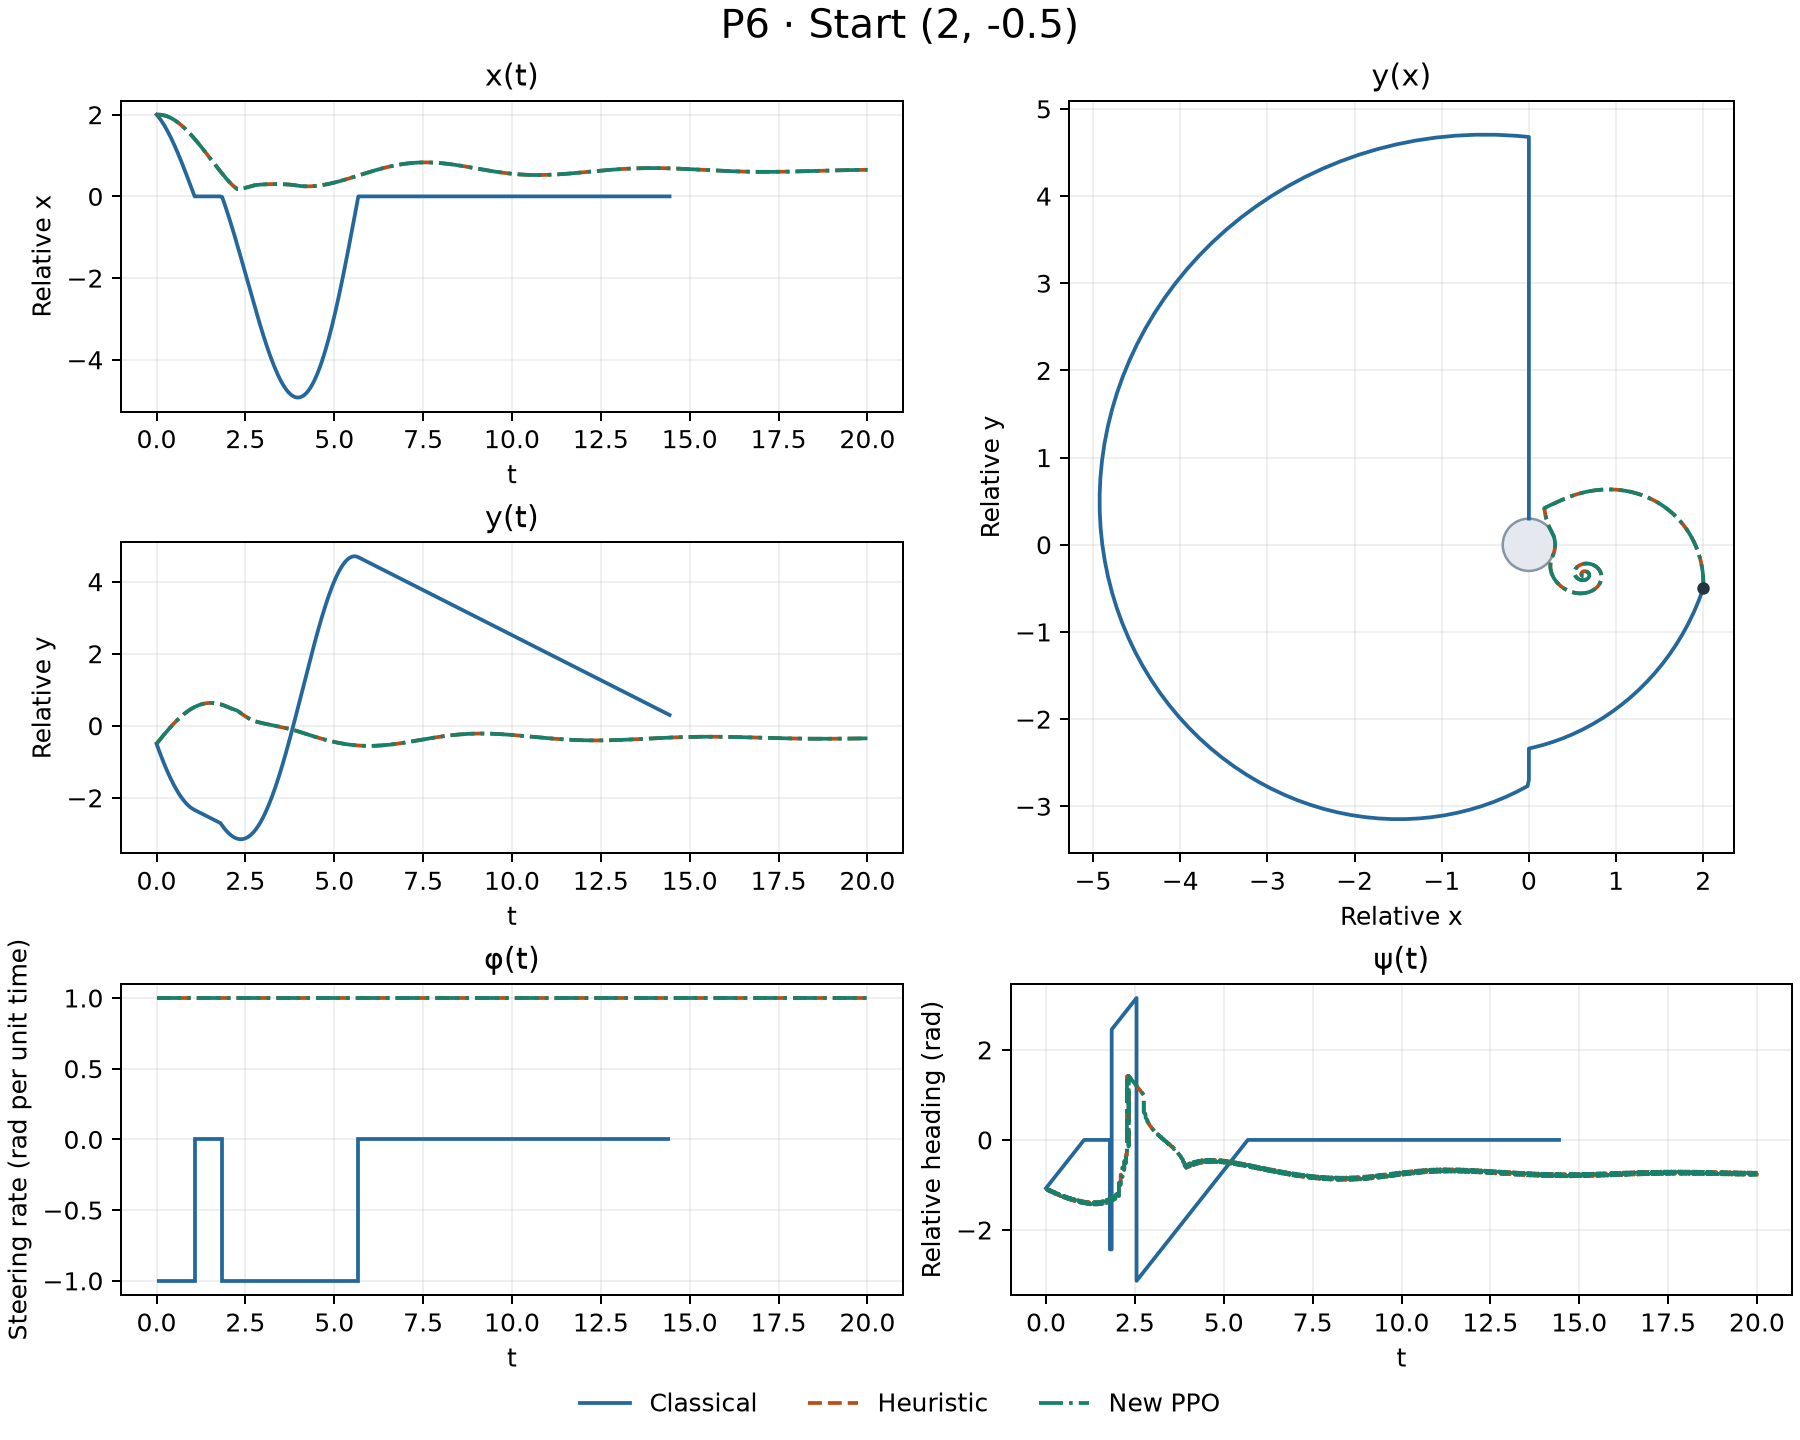 P6 · Start (2, -0.5)
x(t)
Relative x
2
0
−2
−4
0.0 2.5 5.0 7.5 10.0 12.5 15.0 17.5 20.0
t
y(t)
Relative y
4
2
0
−2
0.0 2.5 5.0 7.5 10.0 12.5 15.0 17.5 20.0
t
y(x)
Relative y
5
4
3
2
1
0
−1
−2
−3
−5 −4 −3 −2 −1 0 1 2
Relative x
φ(t)
Steering rate (rad per unit time)
1.0
0.5
0.0
−0.5
−1.0
0.0 2.5 5.0 7.5 10.0 12.5 15.0 17.5 20.0
t
ψ(t)
Relative heading (rad)
2
0
−2
0.0 2.5 5.0 7.5 10.0 12.5 15.0 17.5 20.0
t
Classical Heuristic New PPO